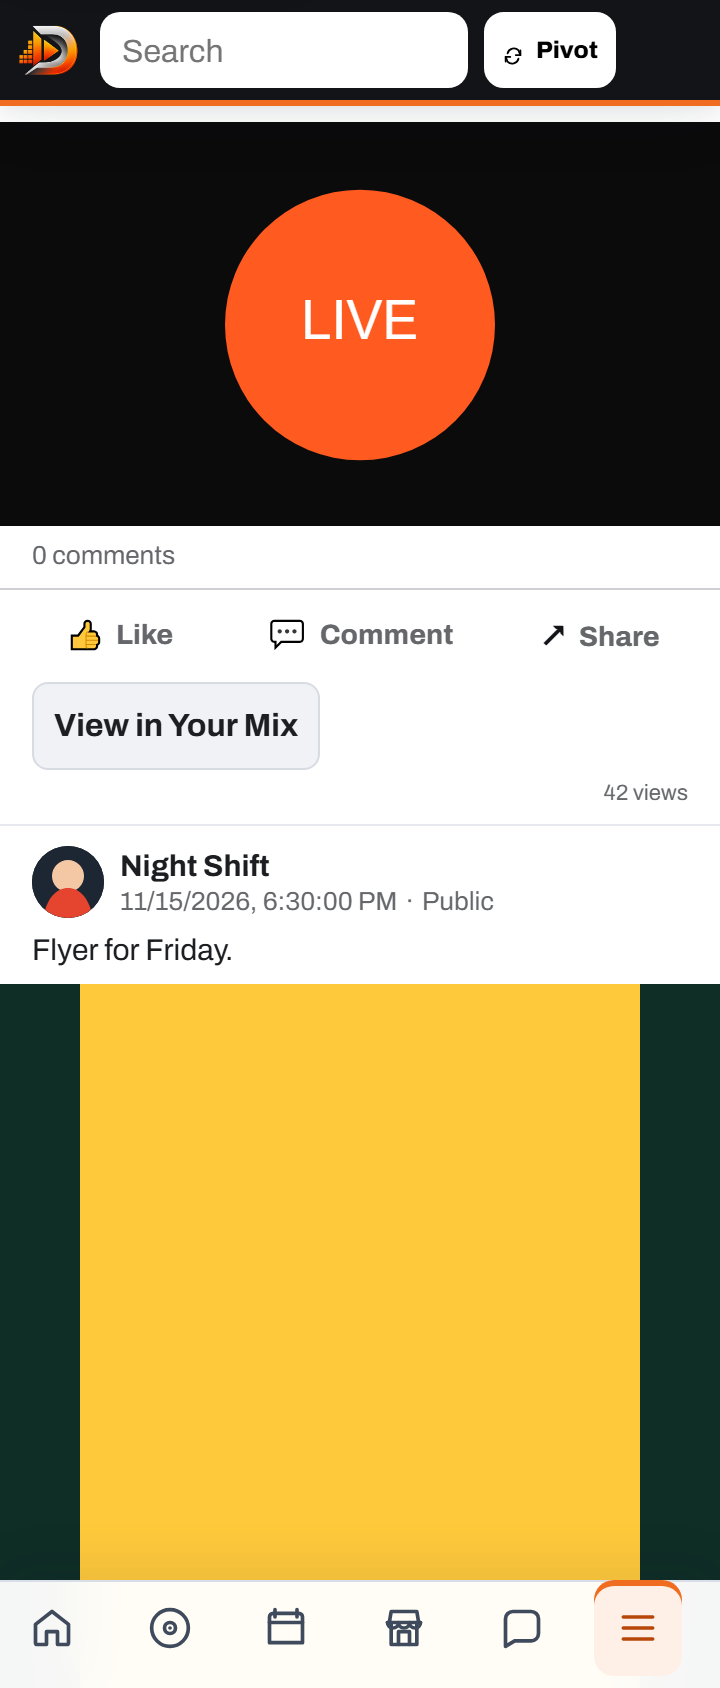 Search
Pivot
LIVE
0 comments
Like
Comment
Share
View in Your Mix
42 views
Night Shift
11/15/2026, 6:30:00 PM · Public
Flyer for Friday.